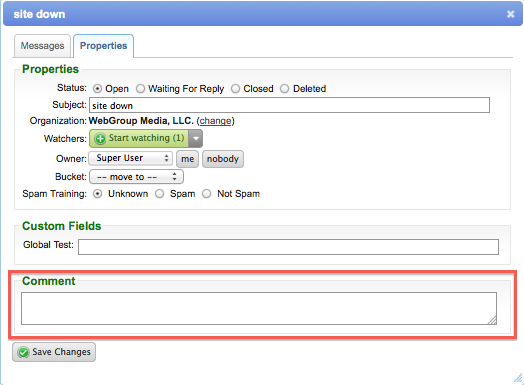 site down
Messages Properties
Properties
Status: Open Waiting For Reply Closed Deleted
Subject: site down
Organization: WebGroup Media, LLC. (change)
Watchers: Start watching (1)
Owner: Super User me nobody
Bucket: -- move to --
Spam Training: Unknown Spam Not Spam
Custom Fields
Global Test:
Comment
Save Changes